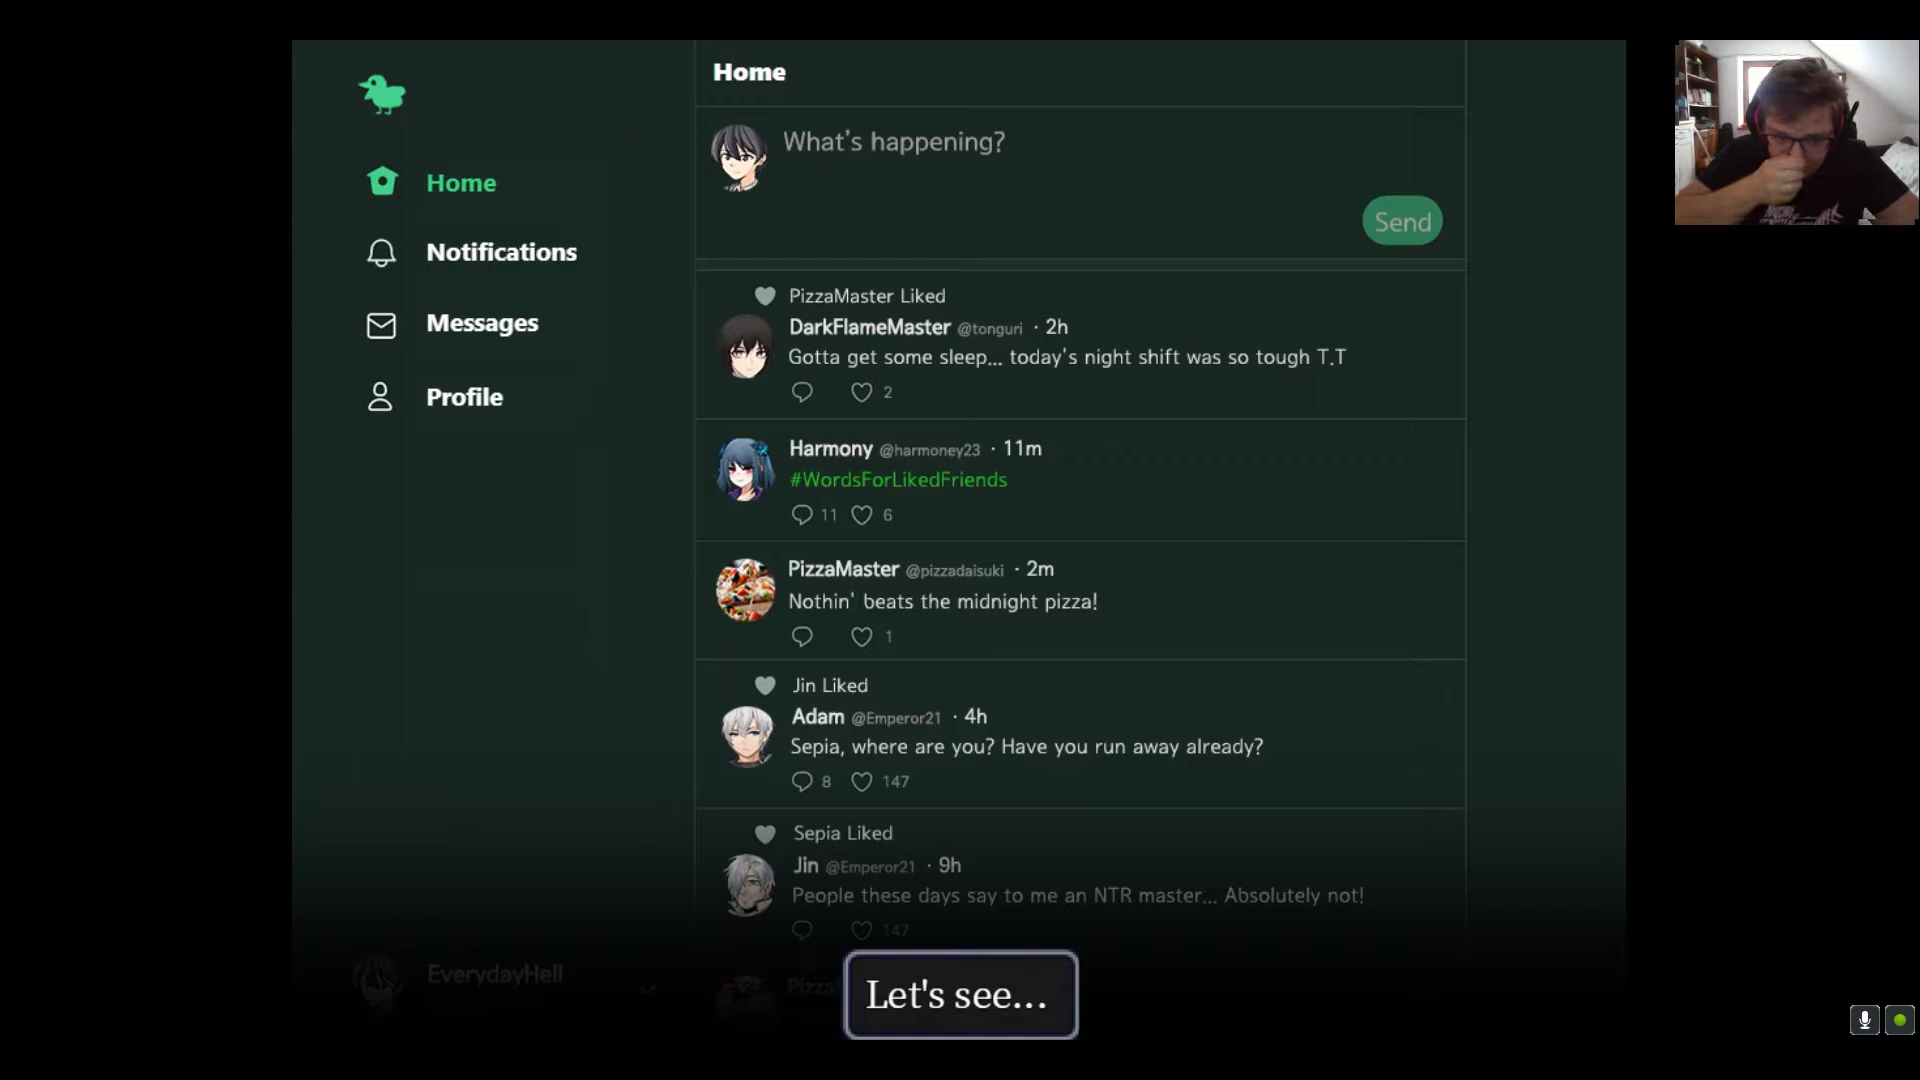 Home
What's happening?
Send
Home
Notifications
Messages
Profile
PizzaMaster Liked
DarkFlameMaster @tonguri · 2h
Gotta get some sleep... today's night shift was so tough T.T
2
Harmony @harmoney23 · 11m
#WordsForLikedFriends
11 6
PizzaMaster @pizzadaisuki · 2m
Nothin' beats the midnight pizza!
1
Jin Liked
Adam @Emperor21 · 4h
Sepia, where are you? Have you run away already?
8 147
Sepia Liked
Jin @Emperor21 · 9h
People these days say to me an NTR master... Absolutely not!
147
EverydayHell
Let's see...